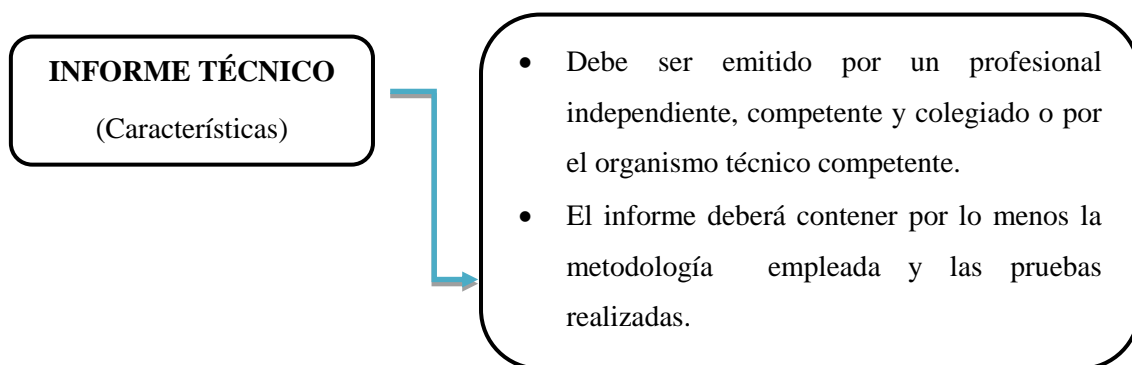 INFORME TÉCNICO
(Características)
• Debe ser emitido por un profesional
independiente, competente y colegiado o por
el organismo técnico competente.
• El informe deberá contener por lo menos la
metodología empleada y las pruebas
realizadas.